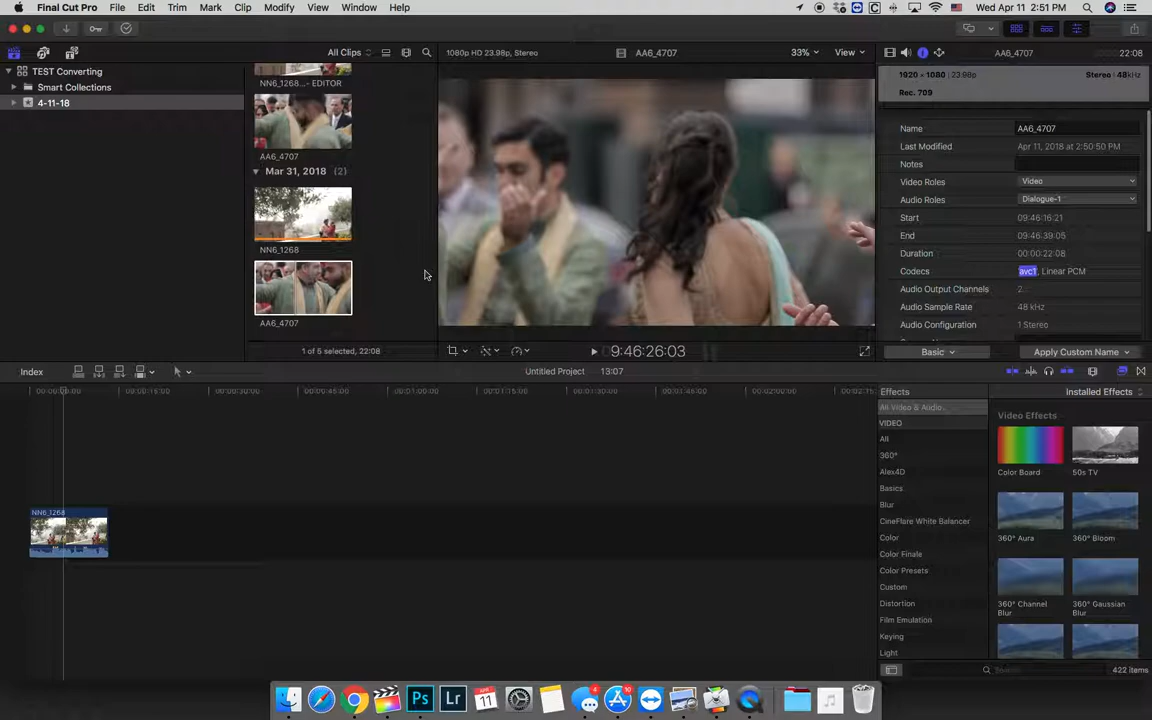 Final Cut Pro File Edit Trim Mark Clip Modify View Window Help
Wed Apr 11 2:51 PM
All Clips
1080p HD 23.98p, Stereo
AA6_4707
33%
View
AA6_4707
22:08
TEST Converting
Smart Collections
4-11-18
NN6_1268...- EDITOR
AA6_4707
Mar 31, 2018 (2)
NN6_1268
AA6_4707
1 of 5 selected, 22:08
9:46:26:03
1920 × 1080 | 23.98p
Stereo | 48kHz
Rec. 709
Name AA6_4707
Last Modified Apr 11, 2018 at 2:50:50 PM
Notes
Video Roles Video
Audio Roles Dialogue-1
Start 09:46:16:21
End 09:46:39:05
Duration 00:00:22:08
Codecs avc1, Linear PCM
Audio Output Channels 2
Audio Sample Rate 48 kHz
Audio Configuration 1 Stereo
Basic
Apply Custom Name
Index
Untitled Project 13:07
00:00:15:00 00:00:30:00 00:00:45:00 00:01:00:00 00:01:15:00 00:01:30:00 00:01:45:00 00:02:00:00
NN6_1268
Effects
Installed Effects
All Video & Audio...
VIDEO
All
360°
Alex4D
Basics
Blur
CineFlare White Balancer
Color
Color Finale
Color Presets
Custom
Distortion
Film Emulation
Keying
Light
Video Effects
Color Board
50s TV
360° Aura
360° Bloom
360° Channel Blur
360° Gaussian Blur
422 items
Ps
Lr
APR
11